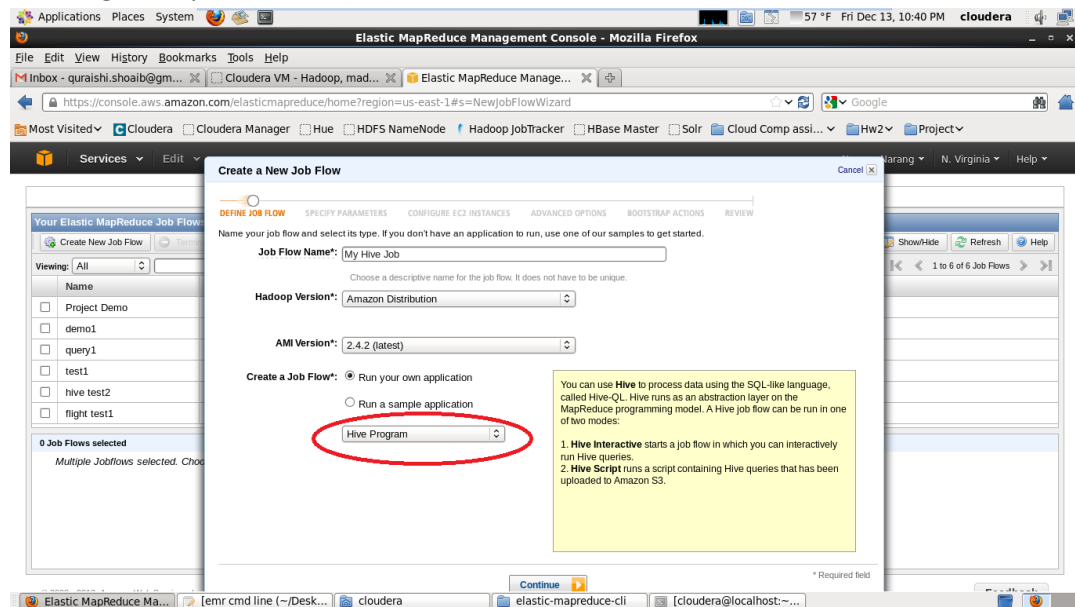 Applications Places System 57 °F Fri Dec 13, 10:40 PM cloudera
Elastic MapReduce Management Console - Mozilla Firefox
File Edit View History Bookmarks Tools Help
Inbox - quraishi.shoaib@gm... Cloudera VM - Hadoop, mad... Elastic MapReduce Manage...
https://console.aws.amazon.com/elasticmapreduce/home?region=us-east-1#s=NewJobFlowWizard Google
Most Visited Cloudera Cloudera Manager Hue HDFS NameNode Hadoop JobTracker HBase Master Solr Cloud Comp assi... Hw2 Project
Services Edit Narang N. Virginia Help
Create a New Job Flow Cancel
DEFINE JOB FLOW SPECIFY PARAMETERS CONFIGURE EC2 INSTANCES ADVANCED OPTIONS BOOTSTRAP ACTIONS REVIEW
Your Elastic MapReduce Job Flows
Name your job flow and select its type. If you don't have an application to run, use one of our samples to get started.
Create New Job Flow Show/Hide Refresh Help
Job Flow Name*: My Hive Job
Viewing: All 1 to 6 of 6 Job Flows
Choose a descriptive name for the job flow. It does not have to be unique.
Name
Hadoop Version*: Amazon Distribution
Project Demo
demo1
AMI Version*: 2.4.2 (latest)
query1
test1
Create a Job Flow*: Run your own application
hive test2
Run a sample application
flight test1
Hive Program
You can use Hive to process data using the SQL-like language,
called Hive-QL. Hive runs as an abstraction layer on the
MapReduce programming model. A Hive job flow can be run in one
of two modes:
1. Hive Interactive starts a job flow in which you can interactively
run Hive queries.
2. Hive Script runs a script containing Hive queries that has been
uploaded to Amazon S3.
0 Job Flows selected
Multiple Jobflows selected. Choo
* Required field
Continue
Elastic MapReduce Ma... [emr cmd line (~/Desk... cloudera elastic-mapreduce-cli [cloudera@localhost:~...